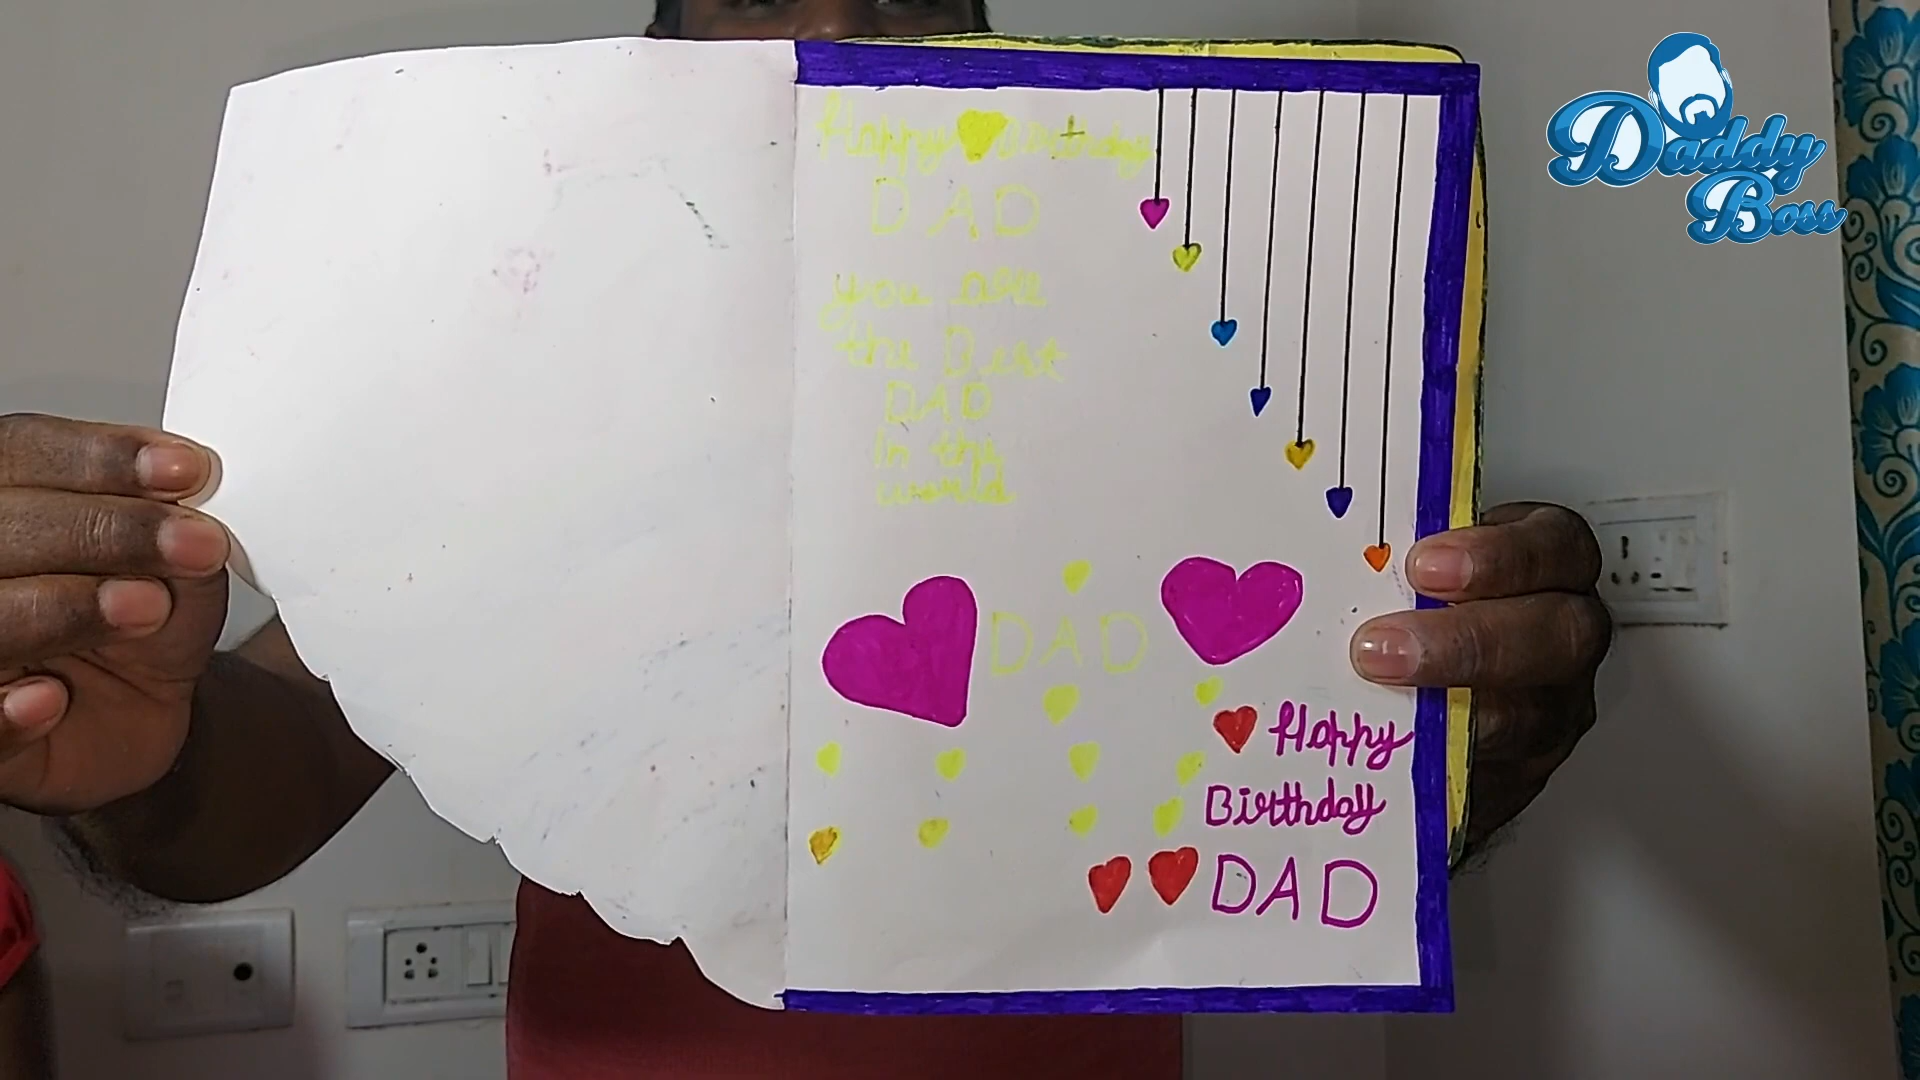 Happy Birthday
DAD
you are
the Best
DAD
in the
world
DAD
Happy
Birthday
DAD
Daddy
Boss